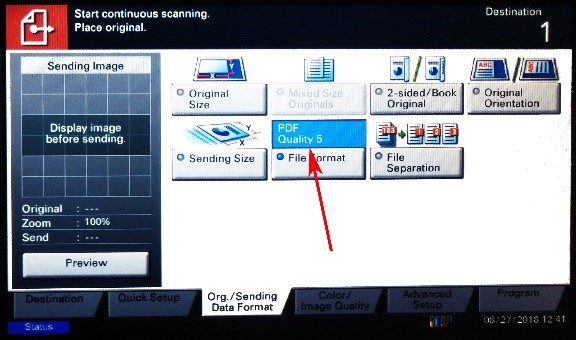 Start continuous scanning.
Place original.
Destination
1
Sending Image
Display image
before sending.
Original : ---
Zoom : 100%
Send : ---
Preview
Original
Size
Mixed Size
Originals
2-sided/Book
Original
ABC
ABC
Original
Orientation
Sending Size
PDF
Quality 5
File Format
File
Separation
Destination
Quick Setup
Org./Sending
Data Format
Color/
Image Quality
Advanced
Setup
Program
Status
08/27/2018 12:41